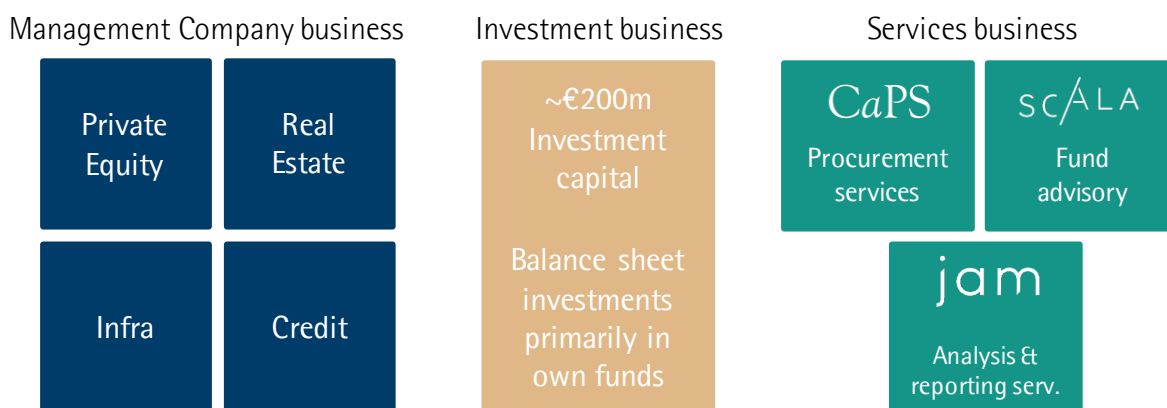 Management Company business
Private
Equity
Real
Estate
Infra
Credit
Investment business
~€200m
Investment
capital
Balance sheet
investments
primarily in
own funds
Services business
CaPS
Procurement
services
SCALA
Fund
advisory
jam
Analysis &
reporting serv.